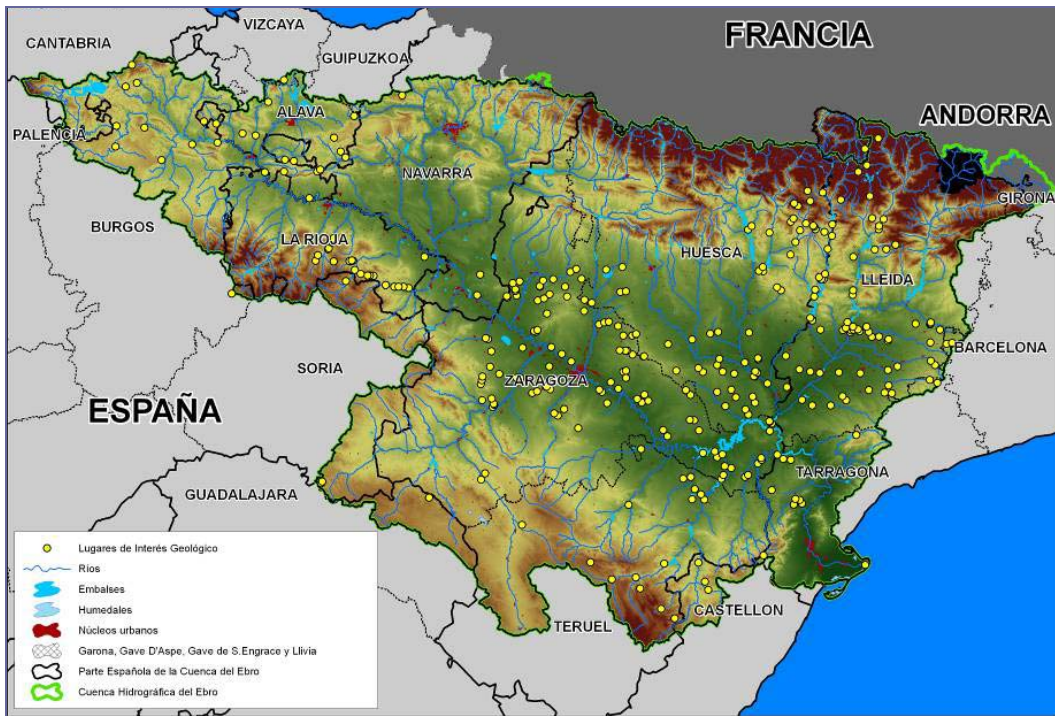 VIZCAYA
CANTABRIA
GUIPUZKOA
FRANCIA
ALAVA
ANDORRA
PALENCIA
NAVARRA
GIRONA
BURGOS
LA RIOJA
HUESCA
LLEIDA
BARCELONA
SORIA
ZARAGOZA
ESPAÑA
TARRAGONA
GUADALAJARA
CASTELLON
TERUEL
Lugares de Interés Geológico
Ríos
Embalses
Humedales
Núcleos urbanos
Garona, Gave D'Aspe, Gave de S.Engrace y Llivia
Parte Española de la Cuenca del Ebro
Cuenca Hidrográfica del Ebro